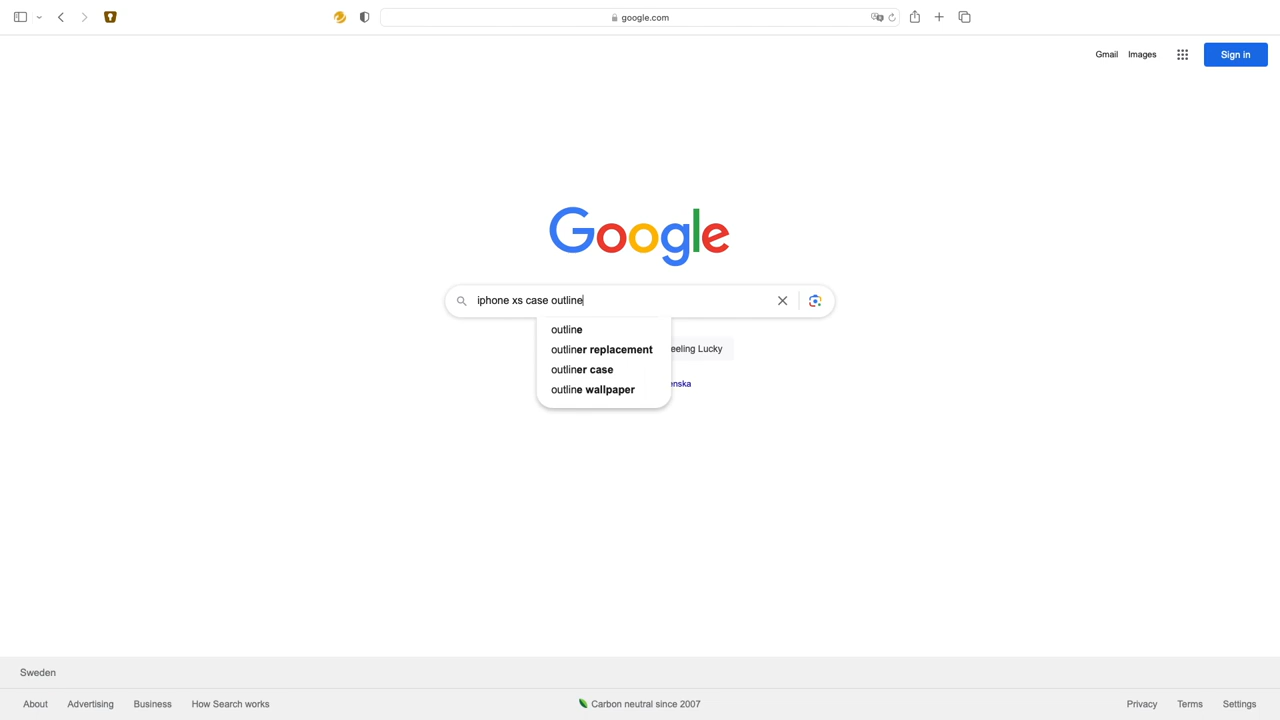 google.com
Gmail Images Sign in
Google
iphone xs case outline
outline
outliner replacement
eeling Lucky
outliner case
enska
outline wallpaper
Sweden
About Advertising Business How Search works Carbon neutral since 2007 Privacy Terms Settings